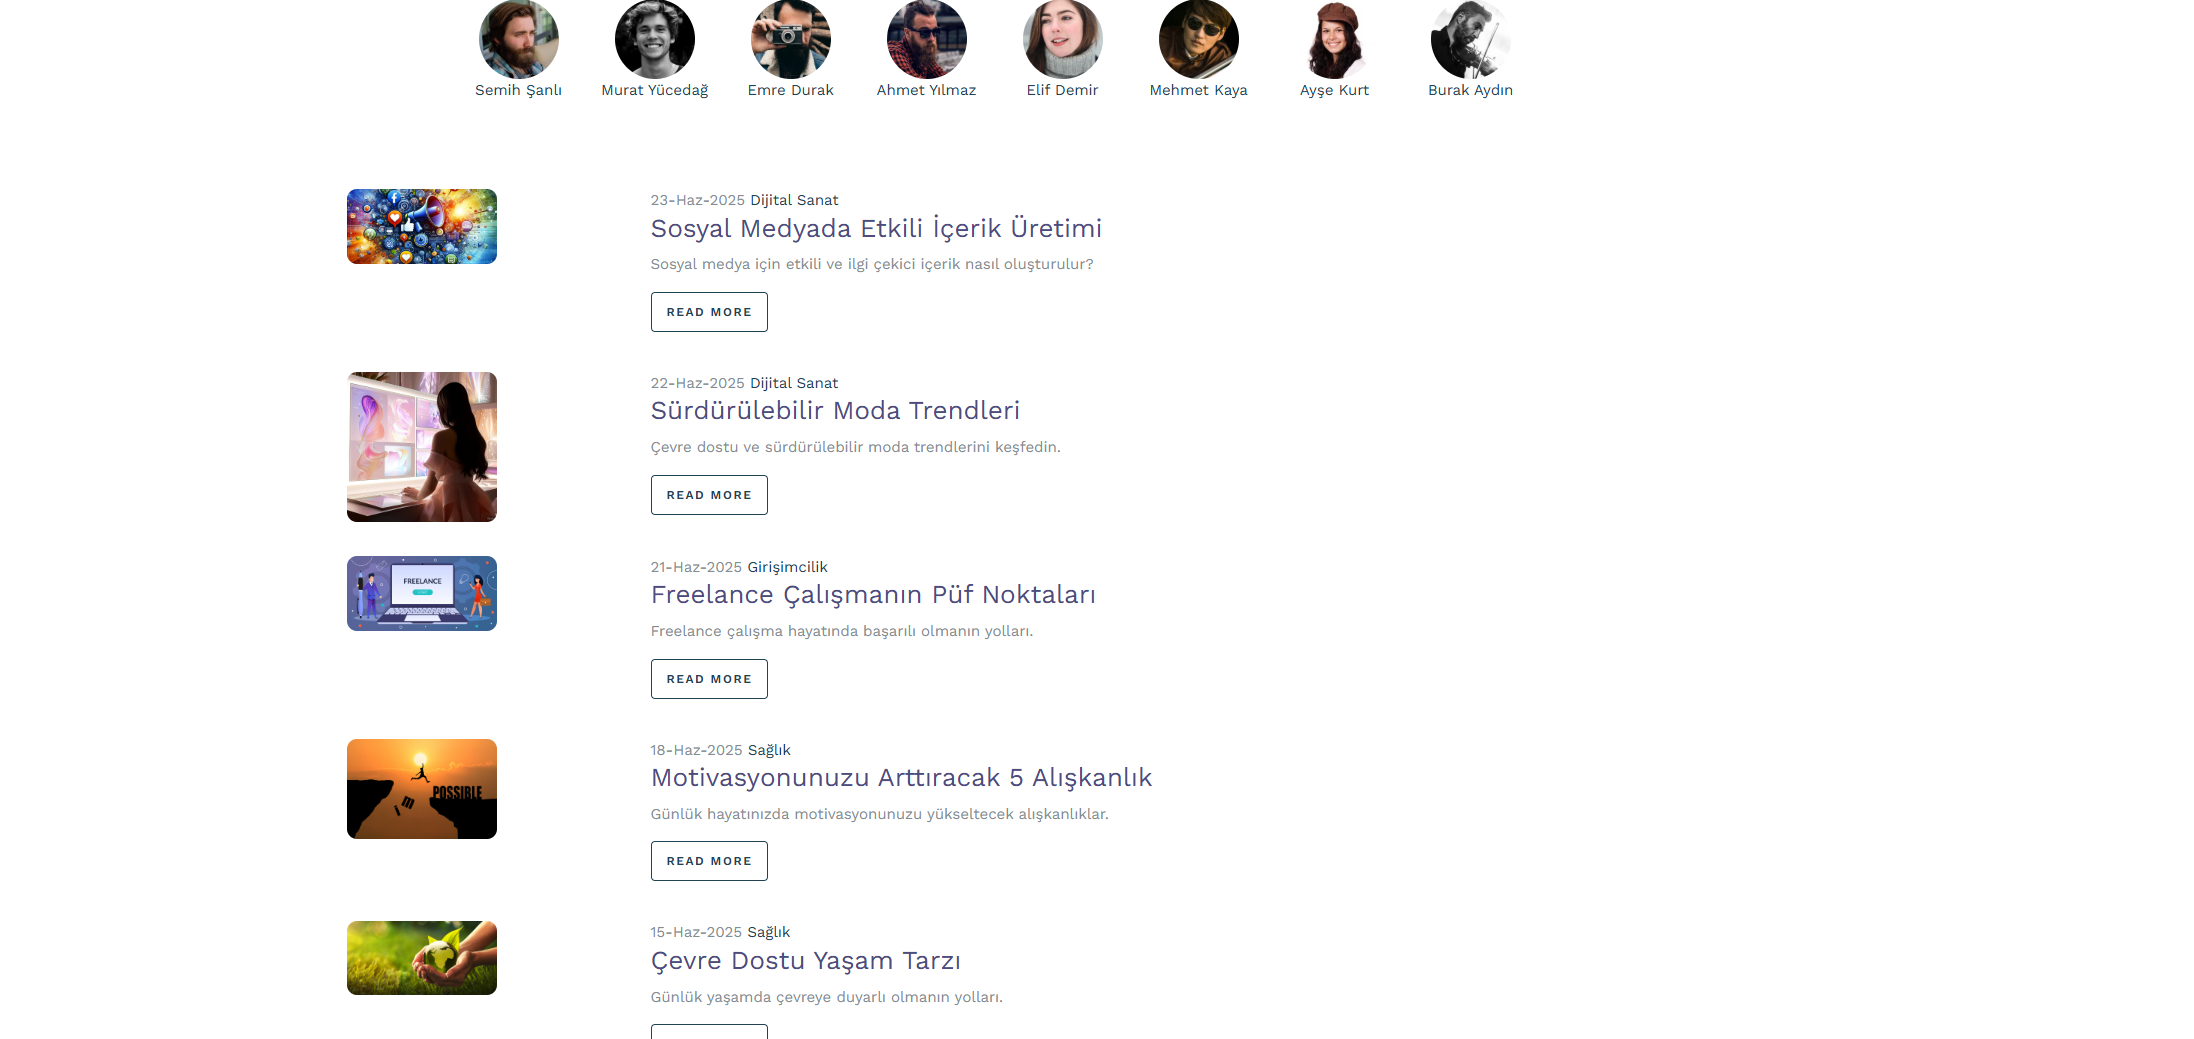 Semih Şanlı
Murat Yücedağ
Emre Durak
Ahmet Yılmaz
Elif Demir
Mehmet Kaya
Ayşe Kurt
Burak Aydın
23-Haz-2025 Dijital Sanat
Sosyal Medyada Etkili İçerik Üretimi
Sosyal medya için etkili ve ilgi çekici içerik nasıl oluşturulur?
READ MORE
22-Haz-2025 Dijital Sanat
Sürdürülebilir Moda Trendleri
Çevre dostu ve sürdürülebilir moda trendlerini keşfedin.
READ MORE
FREELANCE
21-Haz-2025 Girişimcilik
Freelance Çalışmanın Püf Noktaları
Freelance çalışma hayatında başarılı olmanın yolları.
READ MORE
IM
POSSIBLE
18-Haz-2025 Sağlık
Motivasyonunuzu Arttıracak 5 Alışkanlık
Günlük hayatınızda motivasyonunuzu yükseltecek alışkanlıklar.
READ MORE
15-Haz-2025 Sağlık
Çevre Dostu Yaşam Tarzı
Günlük yaşamda çevreye duyarlı olmanın yolları.